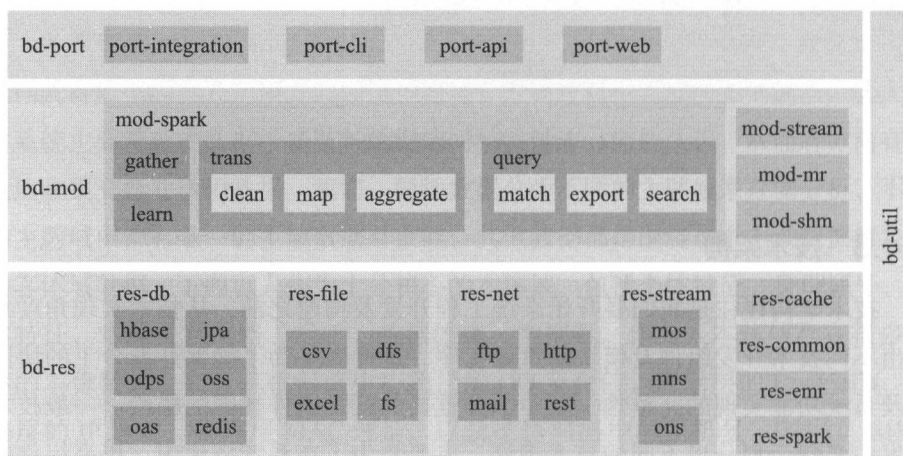 bd-port
port-integration
port-cli
port-api
port-web
bd-mod
mod-spark
gather
learn
trans
clean
map
aggregate
query
match
export
search
mod-stream
mod-mr
mod-shm
bd-res
res-db
hbase
jpa
odps
oss
oas
redis
res-file
csv
dfs
excel
fs
res-net
ftp
http
mail
rest
res-stream
mos
mns
ons
res-cache
res-common
res-emr
res-spark
bd-util